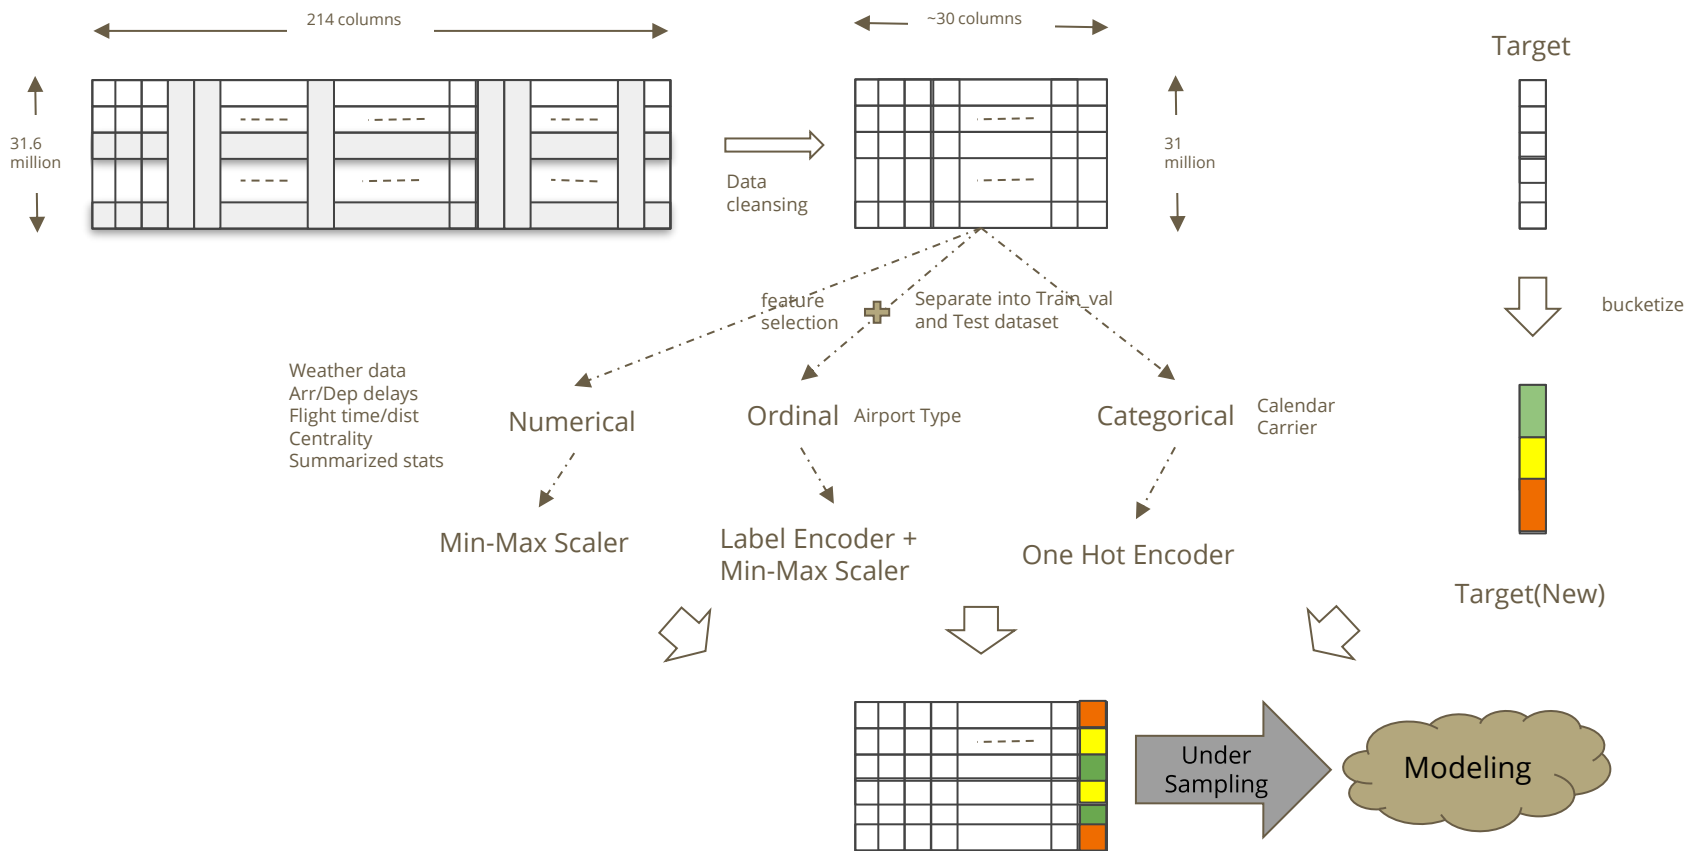 214 columns
~30 columns
Target
31.6
million
31
million
Data
cleansing
feature
selection
Separate into Train_val
and Test dataset
bucketize
Weather data
Arr/Dep delays
Flight time/dist
Centrality
Summarized stats
Numerical
Ordinal
Airport Type
Categorical
Calendar
Carrier
Min-Max Scaler
Label Encoder +
Min-Max Scaler
One Hot Encoder
Target(New)
Under
Sampling
Modeling